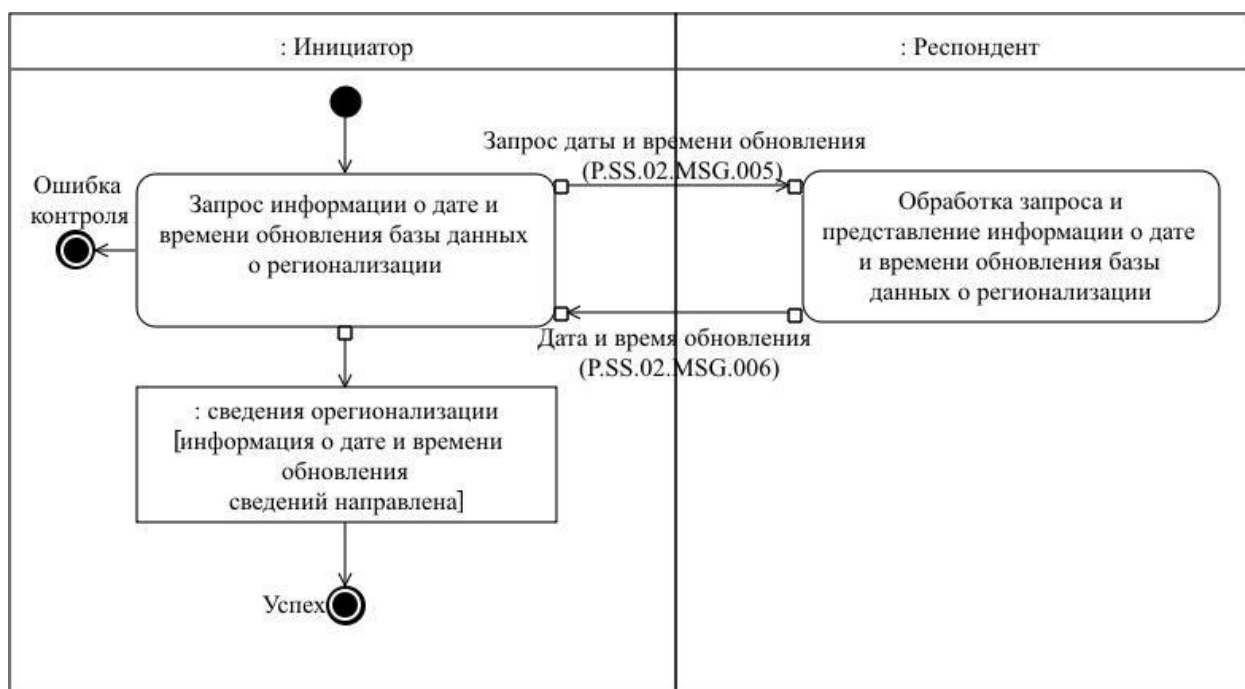 : Инициатор
: Респондент
Запрос даты и времени обновления
(P.SS.02.MSG.005)
Ошибка
контроля
Запрос информации о дате и
времени обновления базы данных
о регионализации
Обработка запроса и
представление информации о дате
и времени обновления базы
данных о регионализации
Дата и время обновления
(P.SS.02.MSG.006)
: сведения орегионализации
[информация о дате и времени
обновления
сведений направлена]
Успех